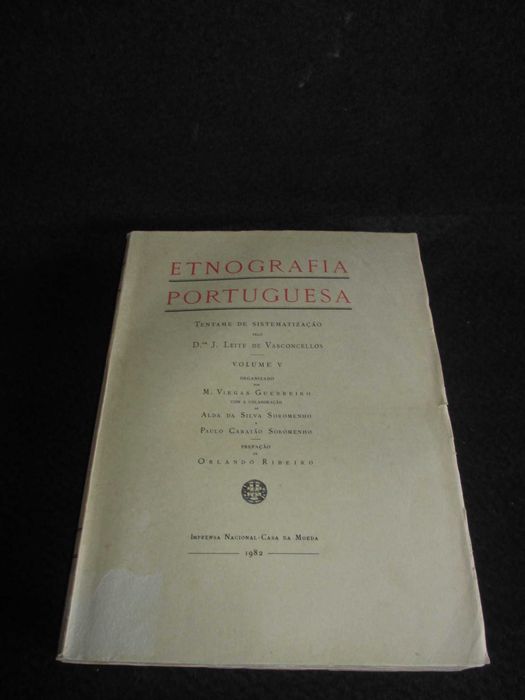 ETNOGRAFIA
PORTUGUESA
TENTAME DE SISTEMATIZAÇÃO
PELO
D.OR J. LEITE DE VASCONCELLOS
VOLUME V
ORGANIZADO
POR
M. VIEGAS GUERREIRO
COM A COLABORAÇÃO
DE
ALDA DA SILVA SOROMENHO
E
PAULO CARATÃO SOROMENHO
PREFAÇÃO
DE
ORLANDO RIBEIRO
IMPRENSA NACIONAL-CASA DA MOEDA
1982